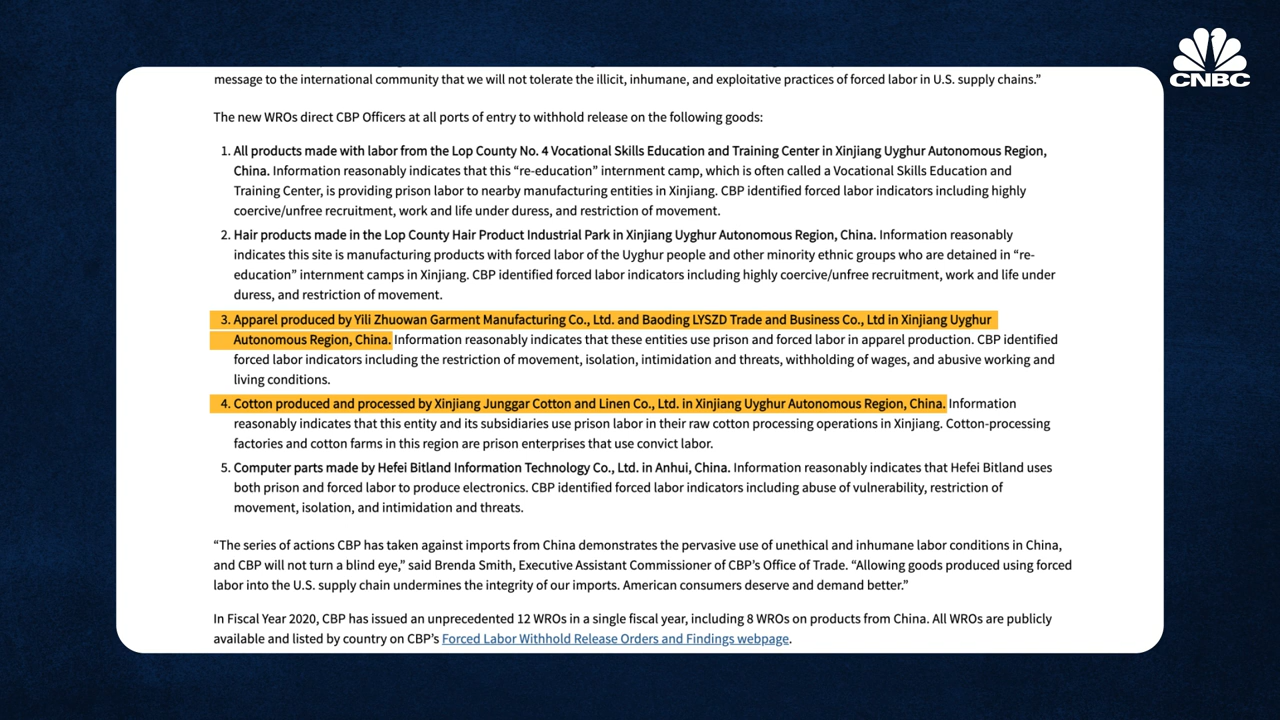 CNBC
message to the international community that we will not tolerate the illicit, inhumane, and exploitative practices of forced labor in U.S. supply chains.”
The new WROs direct CBP Officers at all ports of entry to withhold release on the following goods:
1. All products made with labor from the Lop County No. 4 Vocational Skills Education and Training Center in Xinjiang Uyghur Autonomous Region,
China. Information reasonably indicates that this “re-education” internment camp, which is often called a Vocational Skills Education and
Training Center, is providing prison labor to nearby manufacturing entities in Xinjiang. CBP identified forced labor indicators including highly
coercive/unfree recruitment, work and life under duress, and restriction of movement.
2. Hair products made in the Lop County Hair Product Industrial Park in Xinjiang Uyghur Autonomous Region, China. Information reasonably
indicates this site is manufacturing products with forced labor of the Uyghur people and other minority ethnic groups who are detained in “re-
education” internment camps in Xinjiang. CBP identified forced labor indicators including highly coercive/unfree recruitment, work and life under
duress, and restriction of movement.
3. Apparel produced by Yili Zhuowan Garment Manufacturing Co., Ltd. and Baoding LYSZD Trade and Business Co., Ltd in Xinjiang Uyghur
Autonomous Region, China. Information reasonably indicates that these entities use prison and forced labor in apparel production. CBP identified
forced labor indicators including the restriction of movement, isolation, intimidation and threats, withholding of wages, and abusive working and
living conditions.
4. Cotton produced and processed by Xinjiang Junggar Cotton and Linen Co., Ltd. in Xinjiang Uyghur Autonomous Region, China. Information
reasonably indicates that this entity and its subsidiaries use prison labor in their raw cotton processing operations in Xinjiang. Cotton-processing
factories and cotton farms in this region are prison enterprises that use convict labor.
5. Computer parts made by Hefei Bitland Information Technology Co., Ltd. in Anhui, China. Information reasonably indicates that Hefei Bitland uses
both prison and forced labor to produce electronics. CBP identified forced labor indicators including abuse of vulnerability, restriction of
movement, isolation, and intimidation and threats.
“The series of actions CBP has taken against imports from China demonstrates the pervasive use of unethical and inhumane labor conditions in China,
and CBP will not turn a blind eye,” said Brenda Smith, Executive Assistant Commissioner of CBP’s Office of Trade. “Allowing goods produced using forced
labor into the U.S. supply chain undermines the integrity of our imports. American consumers deserve and demand better.”
In Fiscal Year 2020, CBP has issued an unprecedented 12 WROs in a single fiscal year, including 8 WROs on products from China. All WROs are publicly
available and listed by country on CBP’s Forced Labor Withhold Release Orders and Findings webpage.